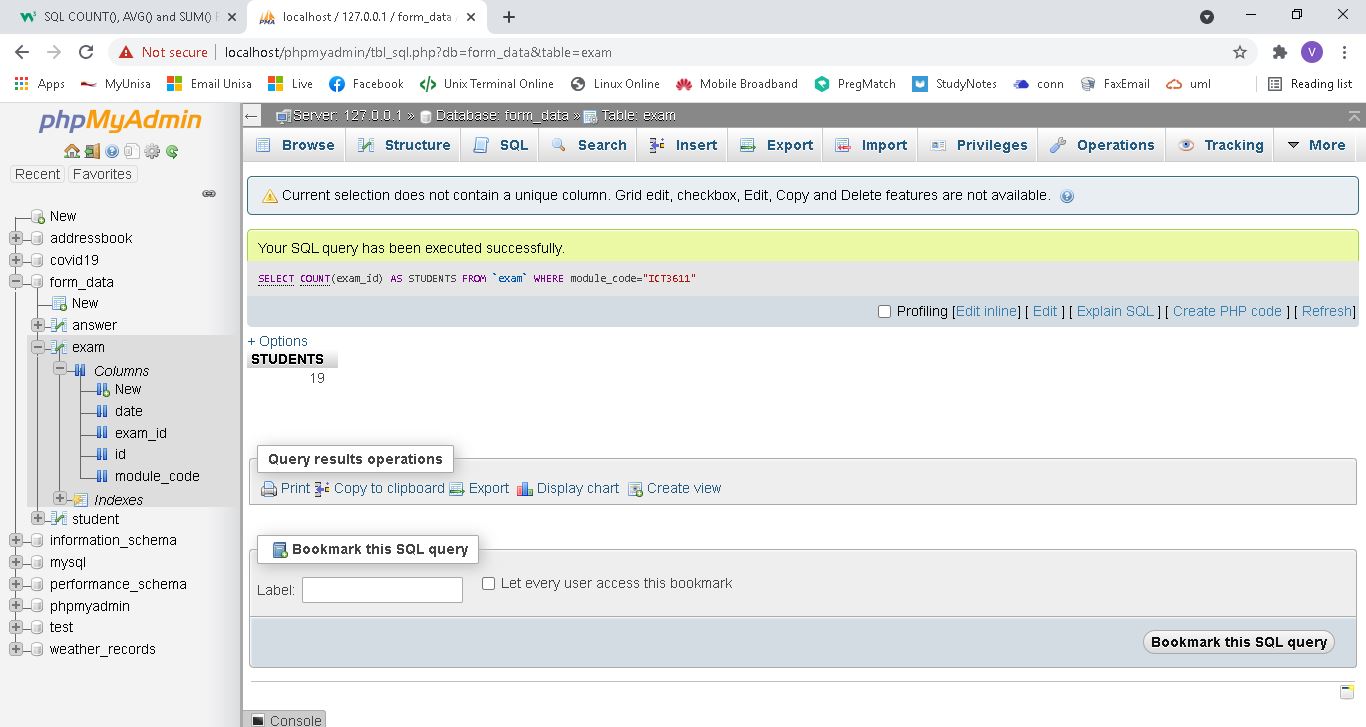 SQL COUNT(), AVG() and SUM()
localhost / 127.0.0.1 / form_data
Not secure
localhost/phpmyadmin/tbl_sql.php?db=form_data&table=exam
V
Apps
MyUnisa
Email Unisa
Live
Facebook
Unix Terminal Online
Linux Online
Mobile Broadband
PregMatch
StudyNotes
conn
FaxEmail
uml
Reading list
phpMyAdmin
Recent
Favorites
New
addressbook
covid19
form_data
New
answer
exam
Columns
New
date
exam_id
id
module_code
Indexes
student
information_schema
mysql
performance_schema
phpmyadmin
test
weather_records
Server: 127.0.0.1 » Database: form_data » Table: exam
Browse
Structure
SQL
Search
Insert
Export
Import
Privileges
Operations
Tracking
More
Current selection does not contain a unique column. Grid edit, checkbox, Edit, Copy and Delete features are not available.
Your SQL query has been executed successfully.
SELECT COUNT(exam_id) AS STUDENTS FROM `exam` WHERE module_code="ICT3611"
Profiling [Edit inline] [ Edit ] [ Explain SQL ] [ Create PHP code ] [ Refresh]
+ Options
STUDENTS
19
Query results operations
Print
Copy to clipboard
Export
Display chart
Create view
Bookmark this SQL query
Label:
Let every user access this bookmark
Bookmark this SQL query
Console